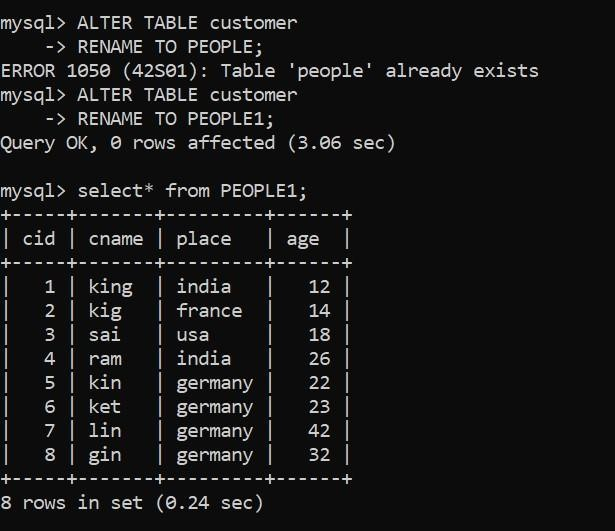 mysql> ALTER TABLE customer
    -> RENAME TO PEOPLE;
ERROR 1050 (42S01): Table 'people' already exists
mysql> ALTER TABLE customer
    -> RENAME TO PEOPLE1;
Query OK, 0 rows affected (3.06 sec)

mysql> select* from PEOPLE1;
+------+-------+---------+------+
| cid  | cname | place   | age  |
+------+-------+---------+------+
|    1 | king  | india   |   12 |
|    2 | kig   | france  |   14 |
|    3 | sai   | usa     |   18 |
|    4 | ram   | india   |   26 |
|    5 | kin   | germany |   22 |
|    6 | ket   | germany |   23 |
|    7 | lin   | germany |   42 |
|    8 | gin   | germany |   32 |
+------+-------+---------+------+
8 rows in set (0.24 sec)